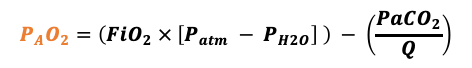 PAO2 = (FiO2 × [Patm − PH2O] ) − (PaCO2 / Q)